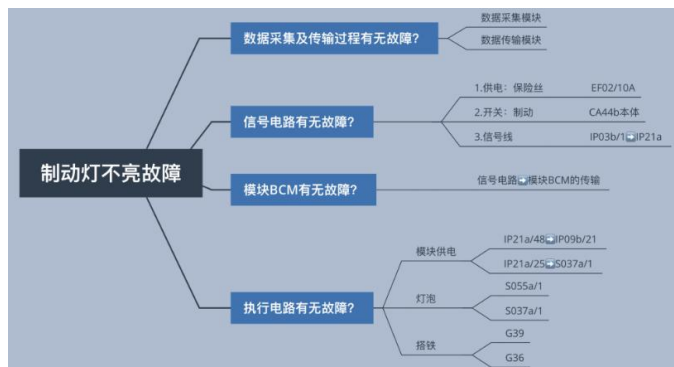 制动灯不亮故障
数据采集及传输过程有无故障?
数据采集模块
数据传输模块
信号电路有无故障?
1.供电：保险丝 EF02/10A
2.开关：制动 CA44b本体
3.信号线 IP03b/1➡IP21a
模块BCM有无故障?
信号电路➡模块BCM的传输
执行电路有无故障?
模块供电
IP21a/48➡IP09b/21
IP21a/25➡S037a/1
灯泡
S055a/1
S037a/1
搭铁
G39
G36